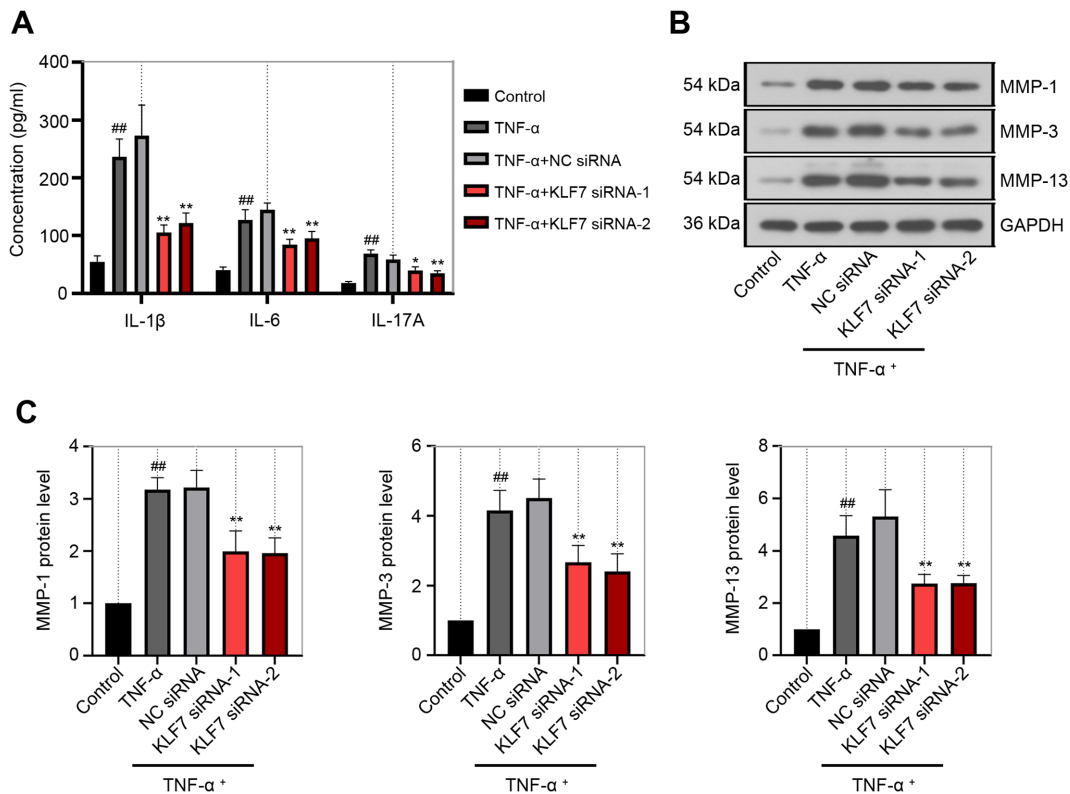 A
Concentration (pg/ml)
400
300
200
100
0
##
**
**
##
**
**
##
*
**
IL-1β
IL-6
IL-17A
Control
TNF-α
TNF-α+NC siRNA
TNF-α+KLF7 siRNA-1
TNF-α+KLF7 siRNA-2
B
54 kDa MMP-1
54 kDa MMP-3
54 kDa MMP-13
36 kDa GAPDH
Control
TNF-α
NC siRNA
KLF7 siRNA-1
KLF7 siRNA-2
TNF-α +
C
MMP-1 protein level
4
3
2
1
0
##
**
**
Control
TNF-α
NC siRNA
KLF7 siRNA-1
KLF7 siRNA-2
TNF-α +
MMP-3 protein level
6
4
2
0
##
**
**
Control
TNF-α
NC siRNA
KLF7 siRNA-1
KLF7 siRNA-2
TNF-α +
MMP-13 protein level
8
6
4
2
0
##
**
**
Control
TNF-α
NC siRNA
KLF7 siRNA-1
KLF7 siRNA-2
TNF-α +